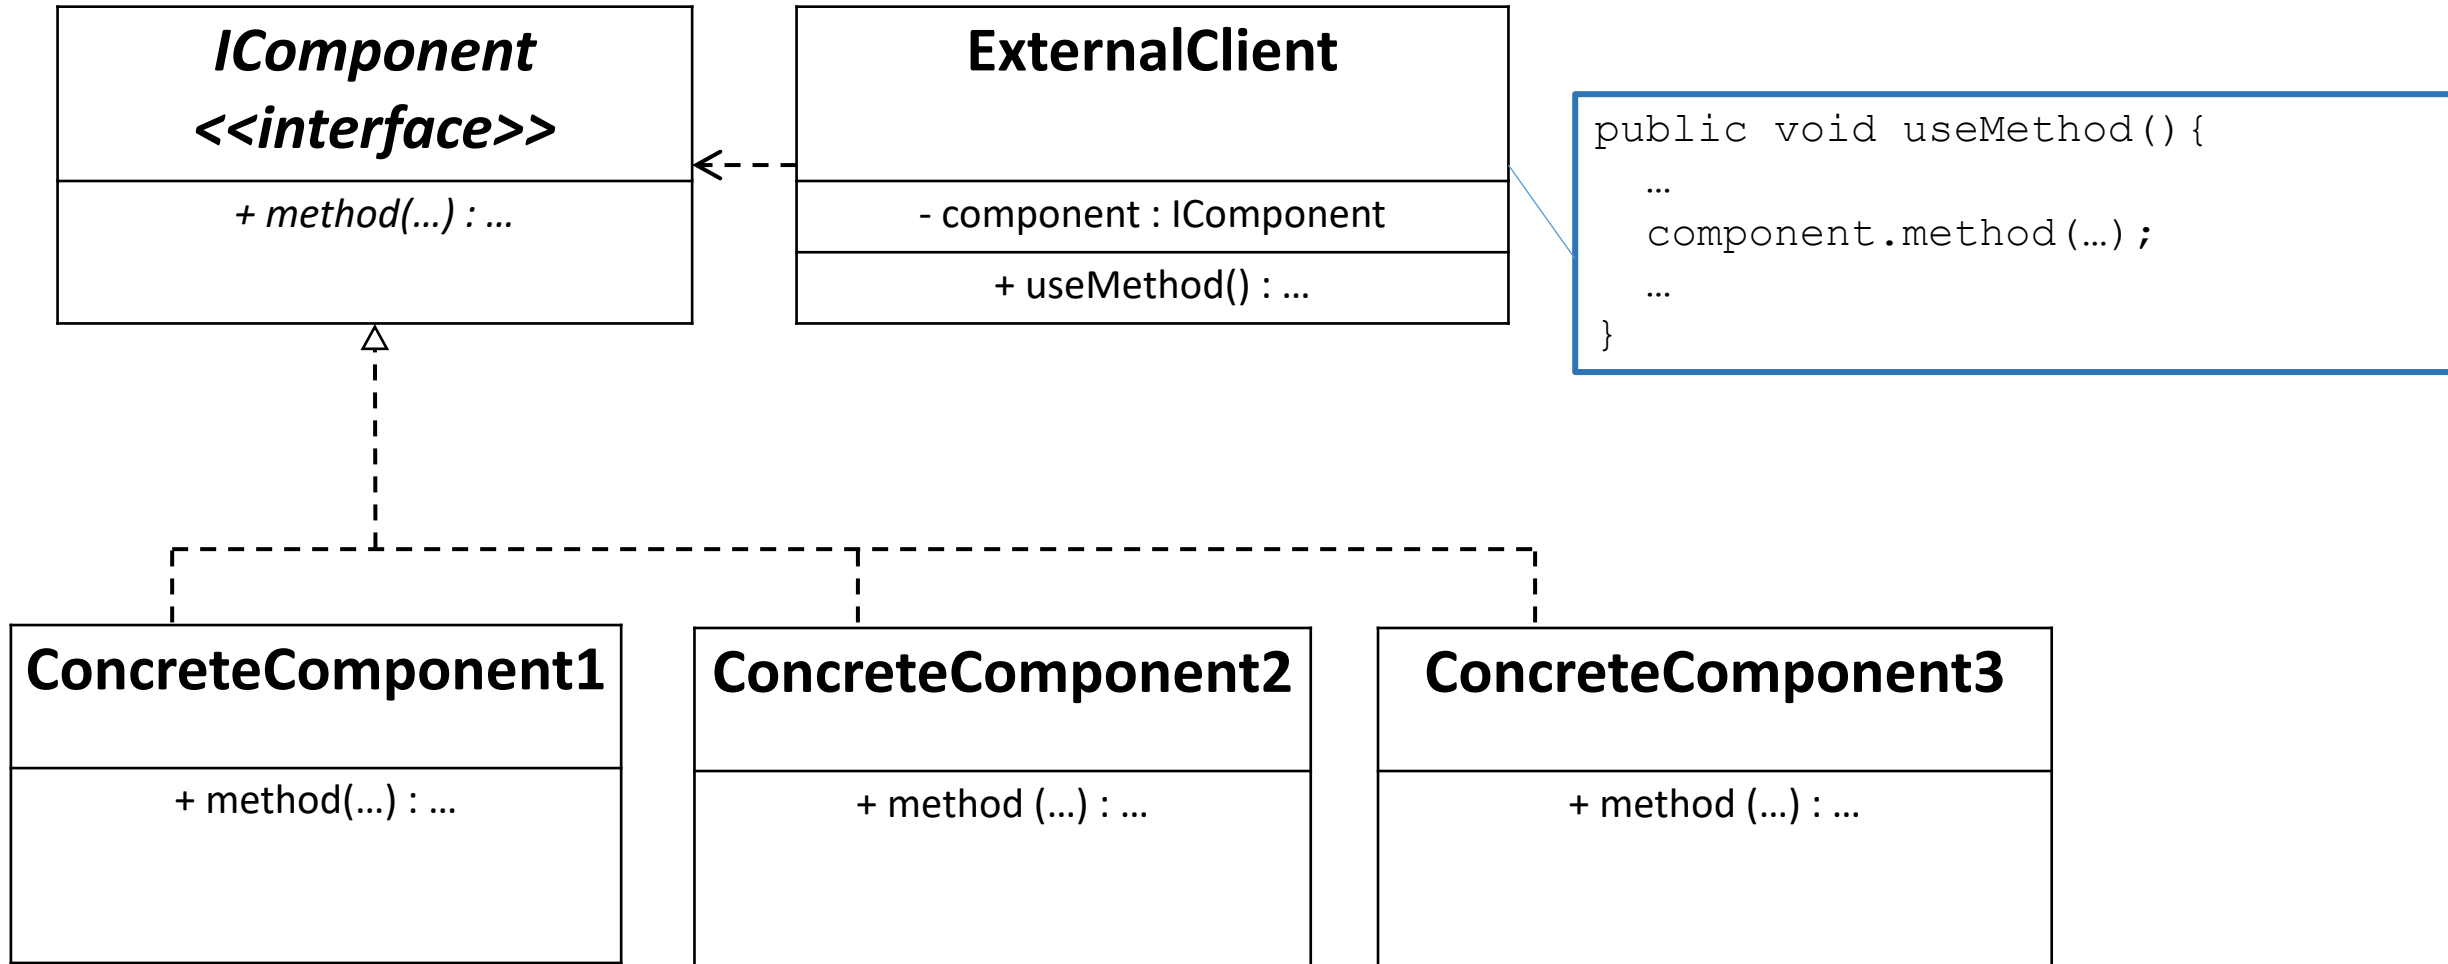 IComponent
<<interface>>
+ method(…) : …
ExternalClient
- component : IComponent
+ useMethod() : …
public void useMethod(){
…
component.method(…);
…
}
ConcreteComponent1
+ method(…) : …
ConcreteComponent2
+ method (…) : …
ConcreteComponent3
+ method (…) : …